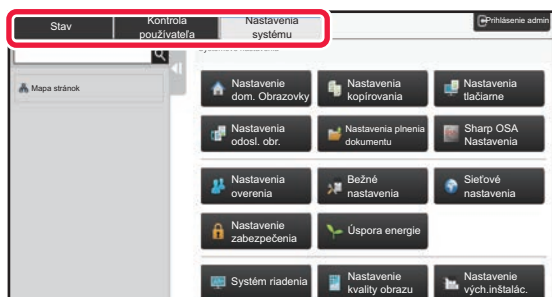 Stav
Kontrola
používateľa
Nastavenia
systému
Prihlásenie admin
Mapa stránok
Nastavenie
dom. Obrazovky
Nastavenia
kopírovania
Nastavenia
tlačiarne
Nastavenia
odosl. obr.
Nastavenia plnenia
dokumentu
Sharp OSA
Nastavenia
Nastavenia
overenia
Bežné
nastavenia
Sieťové
nastavenia
Nastavenie
zabezpečenia
Úspora energie
Systém riadenia
Nastavenie
kvality obrazu
Nastavenie
vých.inštalác.